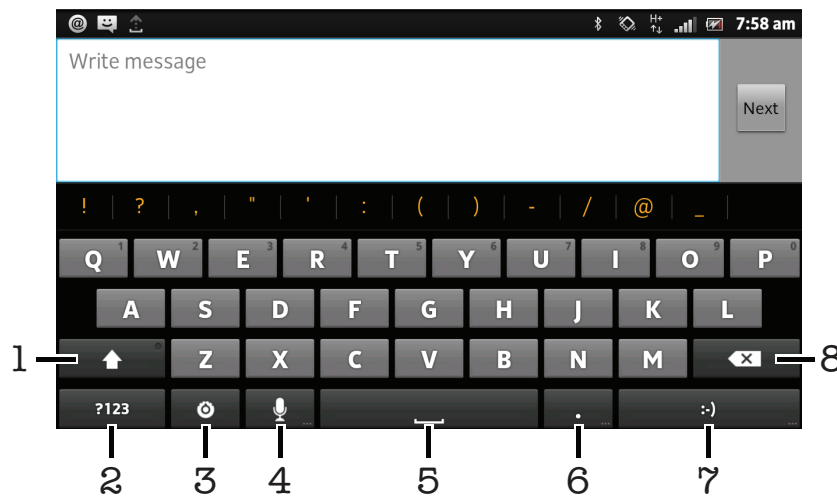 @ H+ 7:58 am
Write message
Next
! ? , " ' : ( ) - / @ _
Q 1 W 2 E 3 R 4 T 5 Y 6 U 7 I 8 O 9 P 0
A S D F G H J K L
1 Z X C V B N M 8
?123 ... . ... :-) ...
2 3 4 5 6 7